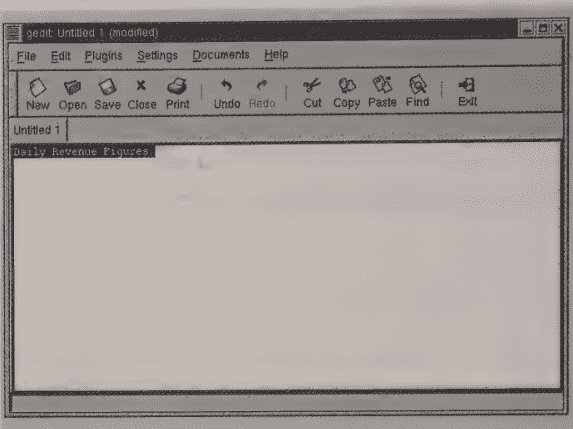 gedit: Untitled 1 (modified)
File Edit Plugins Settings Documents Help
New Open Save Close Print Undo Redo Cut Copy Paste Find Exit
Untitled 1
Daily Revenue Figures